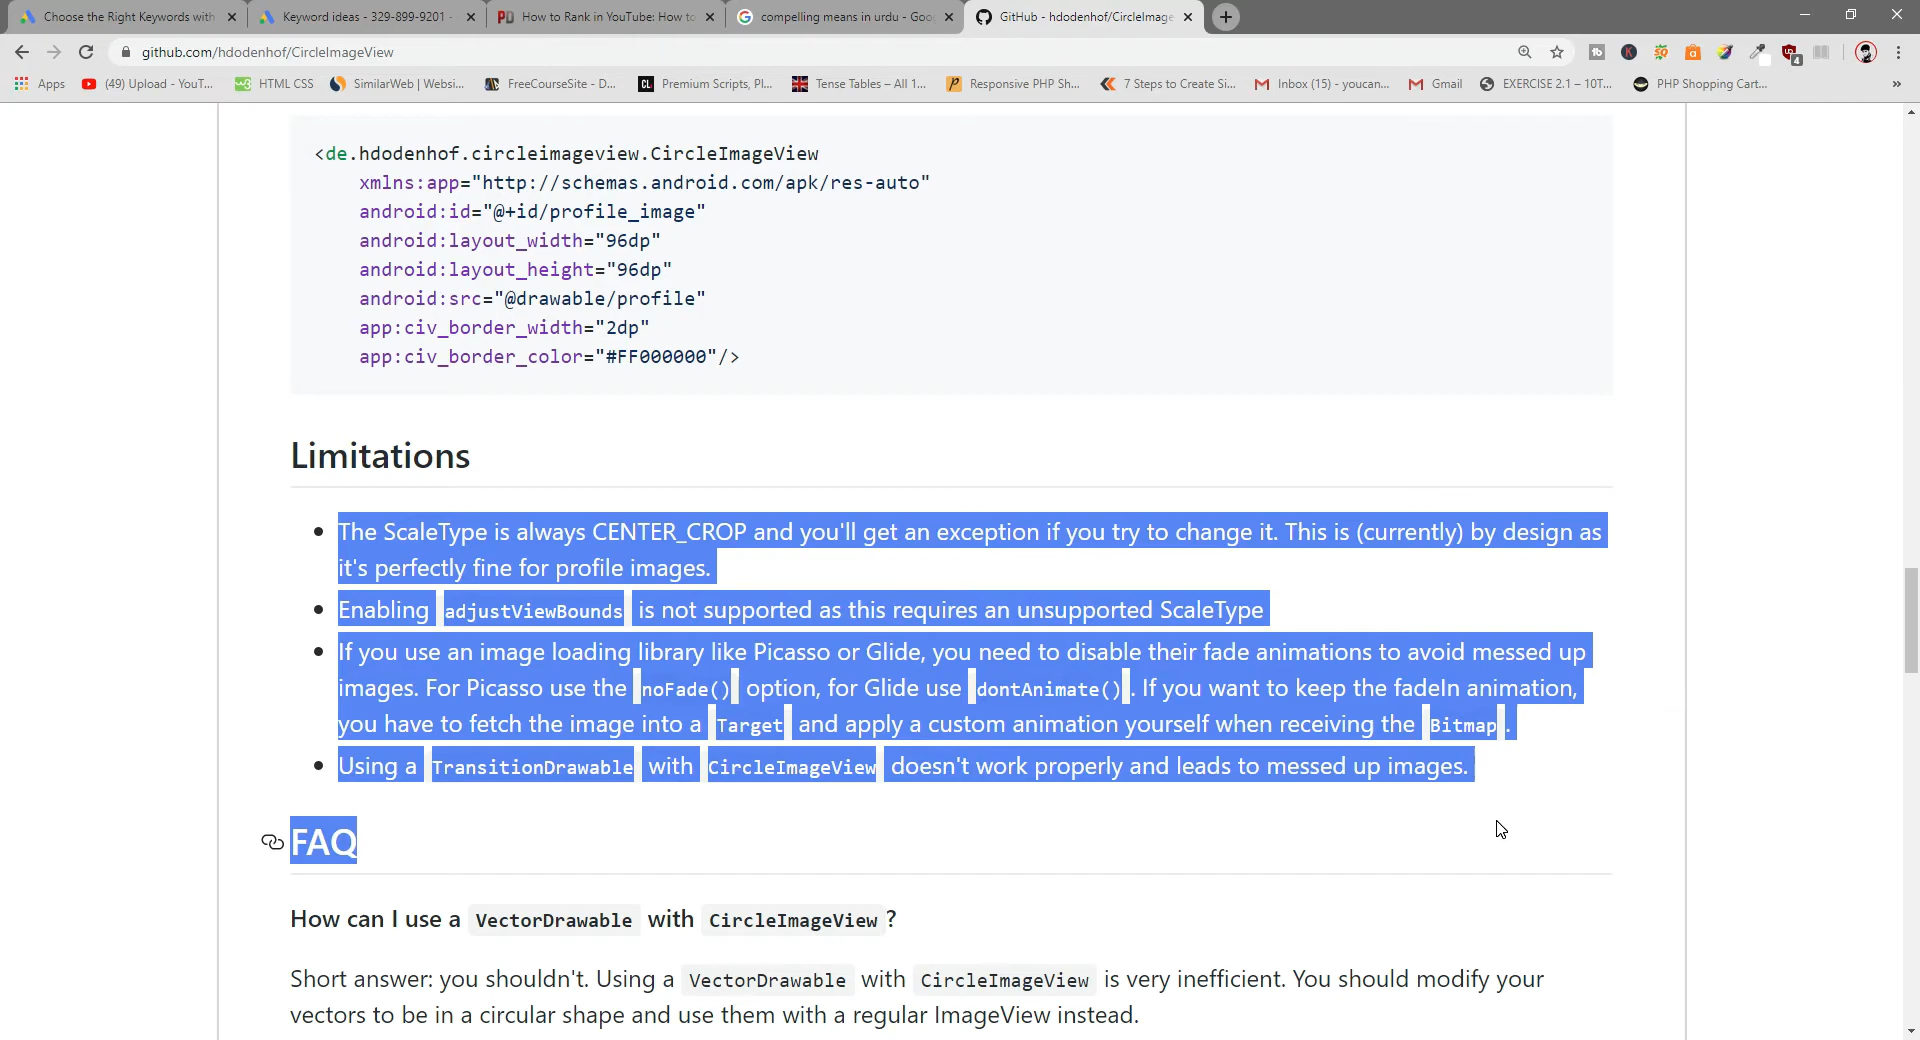 Choose the Right Keywords with
Keyword ideas - 329-899-9201 -
How to Rank in YouTube: How to
compelling means in urdu - Goo
GitHub - hdodenhof/CircleImage
github.com/hdodenhof/CircleImageView
Apps
(49) Upload - YouT...
HTML CSS
SimilarWeb | Websi...
FreeCourseSite - D...
Premium Scripts, Pl...
Tense Tables – All 1...
Responsive PHP Sh...
7 Steps to Create Si...
Inbox (15) - youcan...
Gmail
EXERCISE 2.1 – 10T...
PHP Shopping Cart...
<de.hdodenhof.circleimageview.CircleImageView
xmlns:app="http://schemas.android.com/apk/res-auto"
android:id="@+id/profile_image"
android:layout_width="96dp"
android:layout_height="96dp"
android:src="@drawable/profile"
app:civ_border_width="2dp"
app:civ_border_color="#FF000000"/>
Limitations
The ScaleType is always CENTER_CROP and you'll get an exception if you try to change it. This is (currently) by design as
it's perfectly fine for profile images.
Enabling adjustViewBounds is not supported as this requires an unsupported ScaleType
If you use an image loading library like Picasso or Glide, you need to disable their fade animations to avoid messed up
images. For Picasso use the noFade() option, for Glide use dontAnimate(). If you want to keep the fadeIn animation,
you have to fetch the image into a Target and apply a custom animation yourself when receiving the Bitmap.
Using a TransitionDrawable with CircleImageView doesn't work properly and leads to messed up images.
FAQ
How can I use a VectorDrawable with CircleImageView?
Short answer: you shouldn't. Using a VectorDrawable with CircleImageView is very inefficient. You should modify your
vectors to be in a circular shape and use them with a regular ImageView instead.